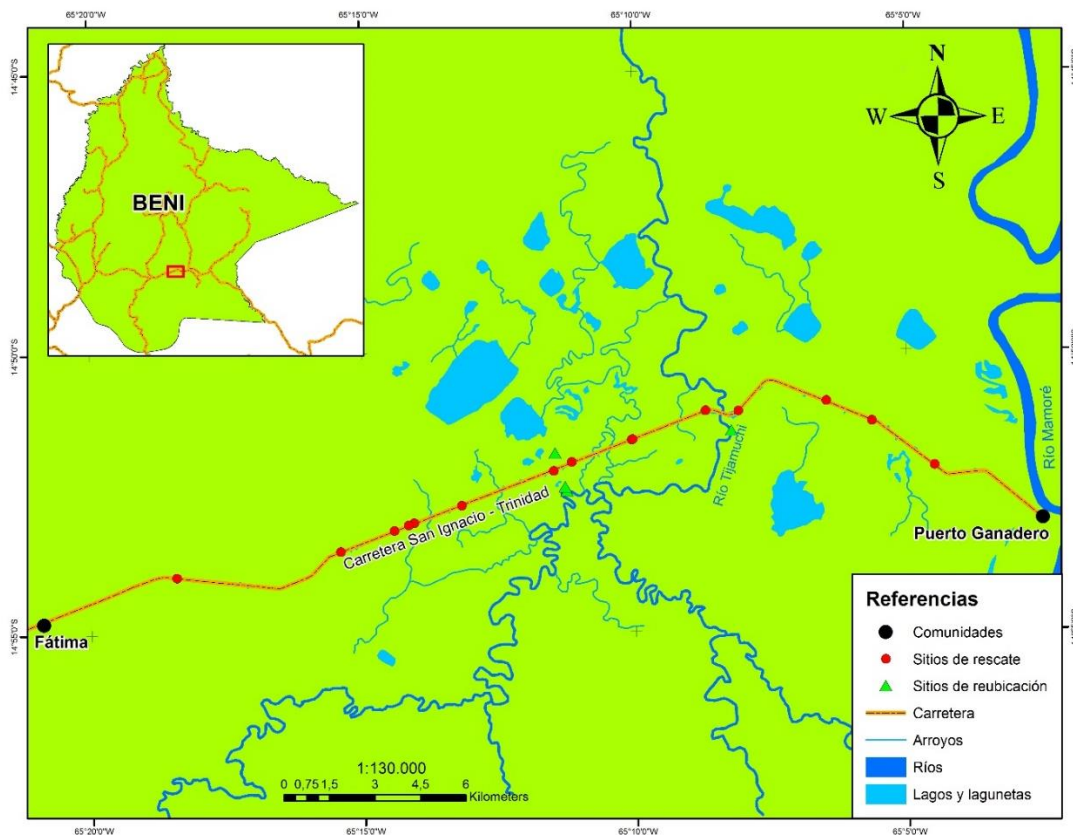 65°20'0"W 65°15'0"W 65°10'0"W 65°5'0"W
14°45'0"S
BENI
N
W E
S
14°50'0"S
Río Mamoré
Río Tijamuchi
Carretera San Ignacio - Trinidad
Puerto Ganadero
14°55'0"S
Fátima
Referencias
Comunidades
Sitios de rescate
Sitios de reubicación
Carretera
Arroyos
Ríos
Lagos y lagunetas
1:130.000
0 0,75 1,5 3 4,5 6
Kilometers
65°20'0"W 65°15'0"W 65°10'0"W 65°5'0"W